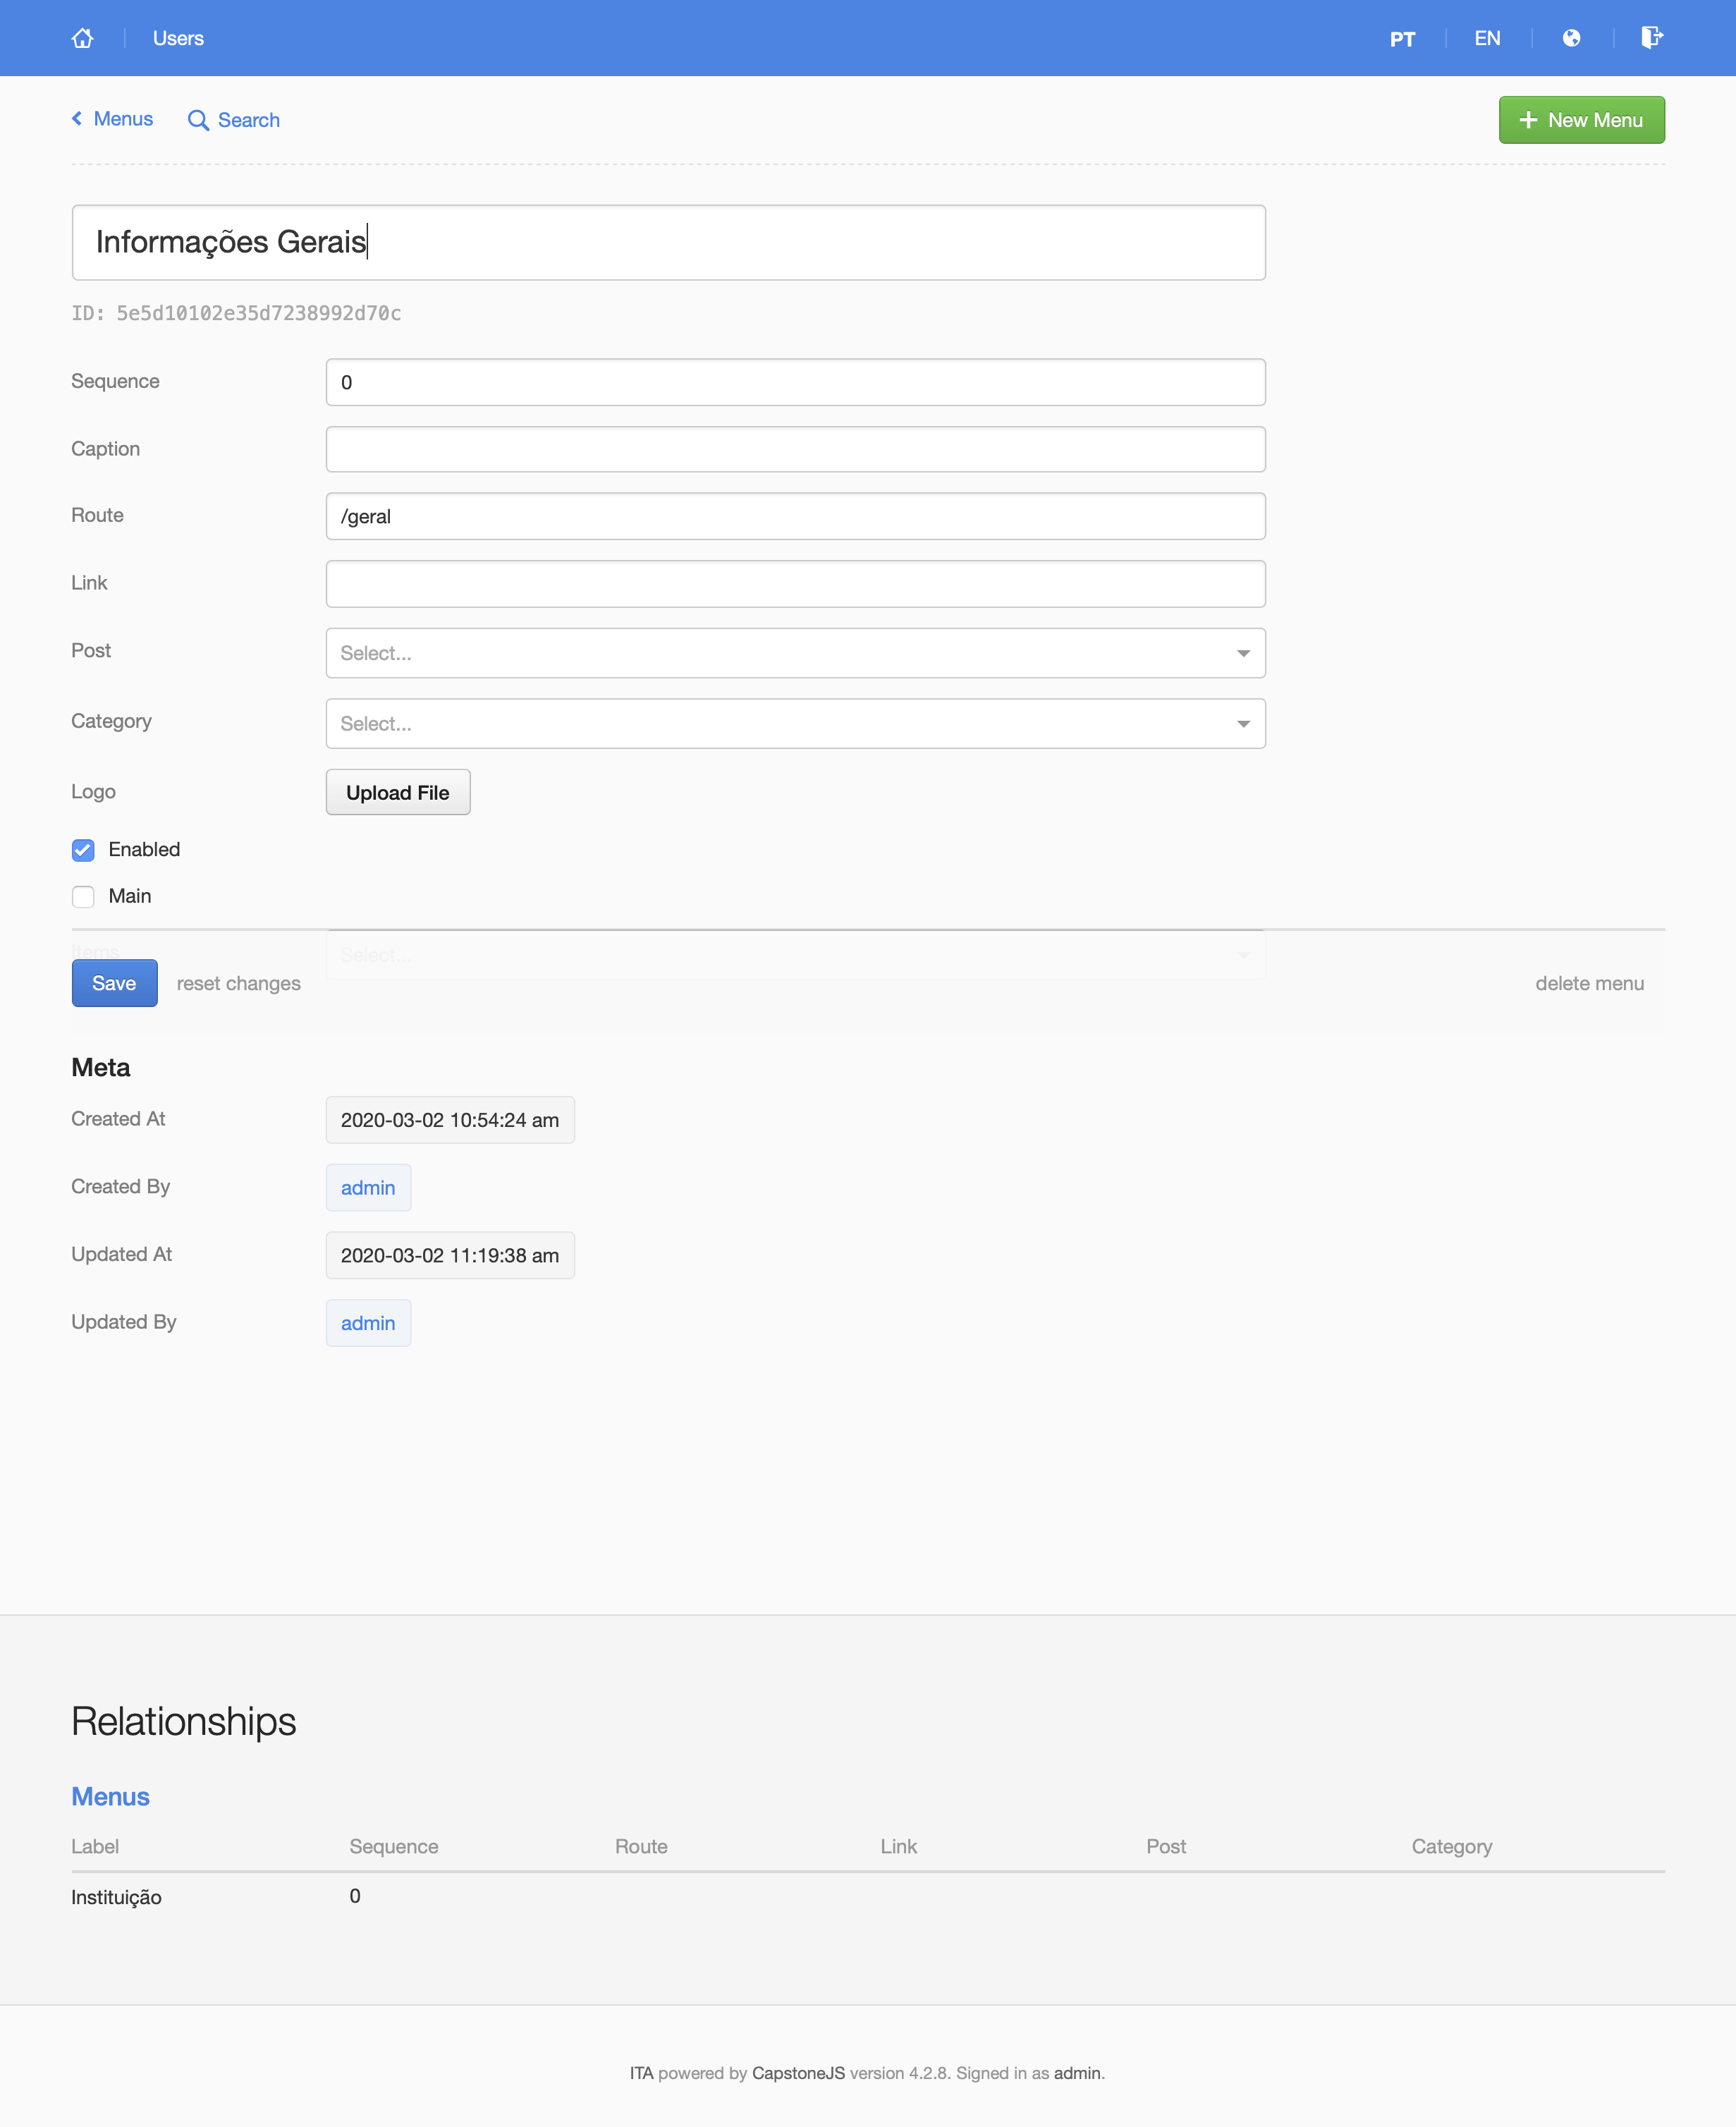 Users PT EN
Menus Search New Menu
Informações Gerais
ID: 5e5d10102e35d7238992d70c
Sequence 0
Caption
Route /geral
Link
Post Select...
Category Select...
Logo Upload File
Enabled
Main
Items Select...
Save reset changes delete menu
Meta
Created At 2020-03-02 10:54:24 am
Created By admin
Updated At 2020-03-02 11:19:38 am
Updated By admin
Relationships
Menus
Label Sequence Route Link Post Category
Instituição 0
ITA powered by CapstoneJS version 4.2.8. Signed in as admin.